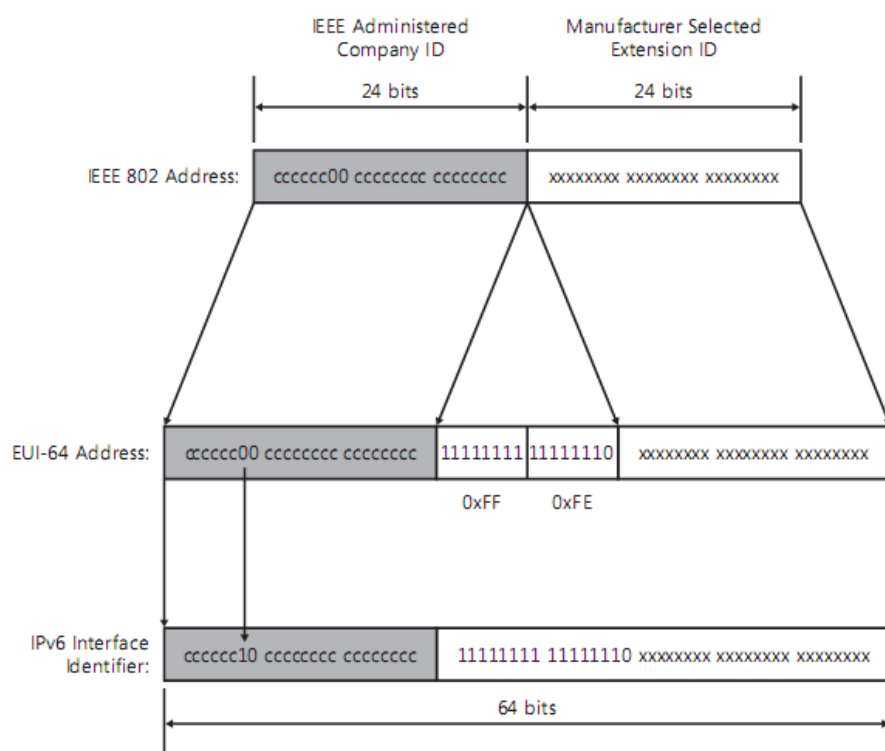 IEEE Administered
Company ID
Manufacturer Selected
Extension ID
24 bits
24 bits
IEEE 802 Address:
cccccc00 cccccccc cccccccc
xxxxxxxx xxxxxxxx xxxxxxxx
EUI-64 Address:
cccccc00 cccccccc cccccccc
11111111
11111110
xxxxxxxx xxxxxxxx xxxxxxxx
0xFF
0xFE
IPv6 Interface
Identifier:
cccccc10 cccccccc cccccccc
11111111 11111110 xxxxxxxx xxxxxxxx xxxxxxxx
64 bits